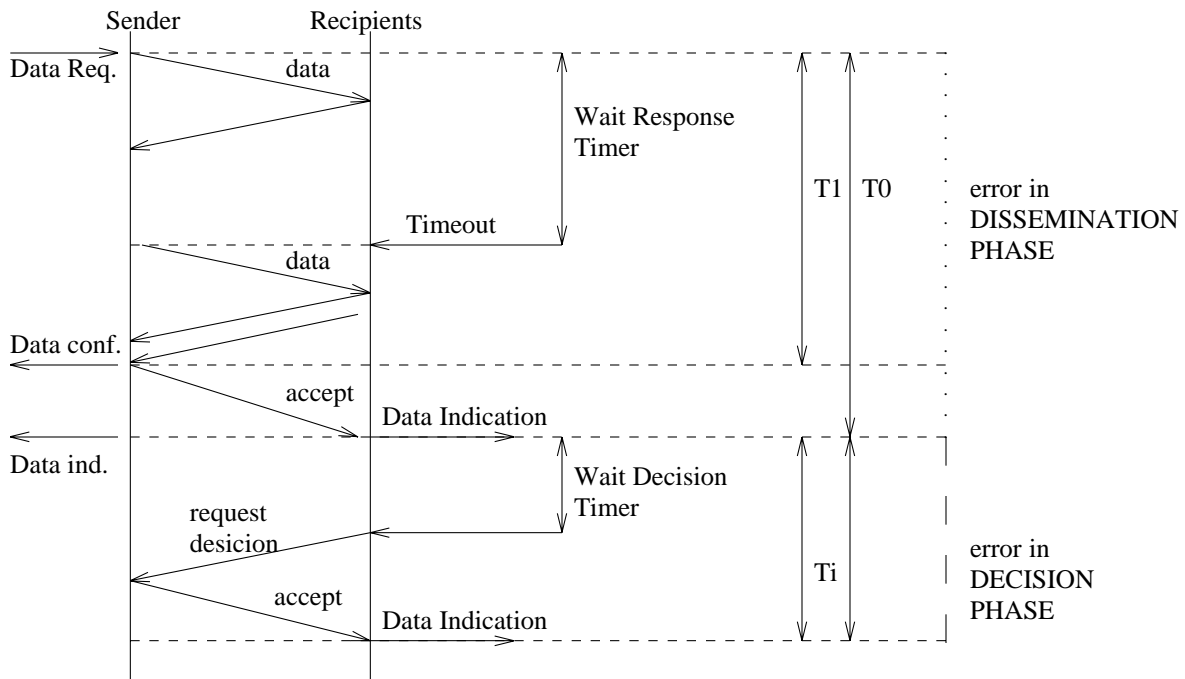 Sender
Recipients
Data Req.
data
Wait Response
Timer
T1
T0
error in
DISSEMINATION
PHASE
Timeout
data
Data conf.
accept
Data Indication
Data ind.
Wait Decision
Timer
request
desicion
Ti
error in
DECISION
PHASE
accept
Data Indication